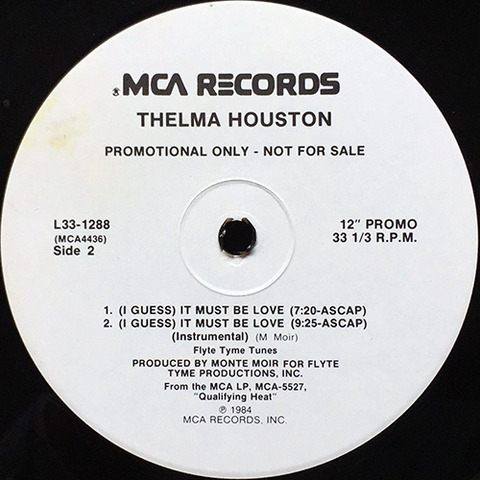 ® MCA RECORDS
THELMA HOUSTON
PROMOTIONAL ONLY - NOT FOR SALE
L33-1288
(MCA4436)
Side 2
12" PROMO
33 1/3 R.P.M.
1. (I GUESS) IT MUST BE LOVE (7:20-ASCAP)
2. (I GUESS) IT MUST BE LOVE (9:25-ASCAP)
(Instrumental) (M Moir)
Flyte Tyme Tunes
PRODUCED BY MONTE MOIR FOR FLYTE
TYME PRODUCTIONS, INC.
From the MCA LP, MCA-5527,
"Qualifying Heat"
℗ 1984
MCA RECORDS, INC.